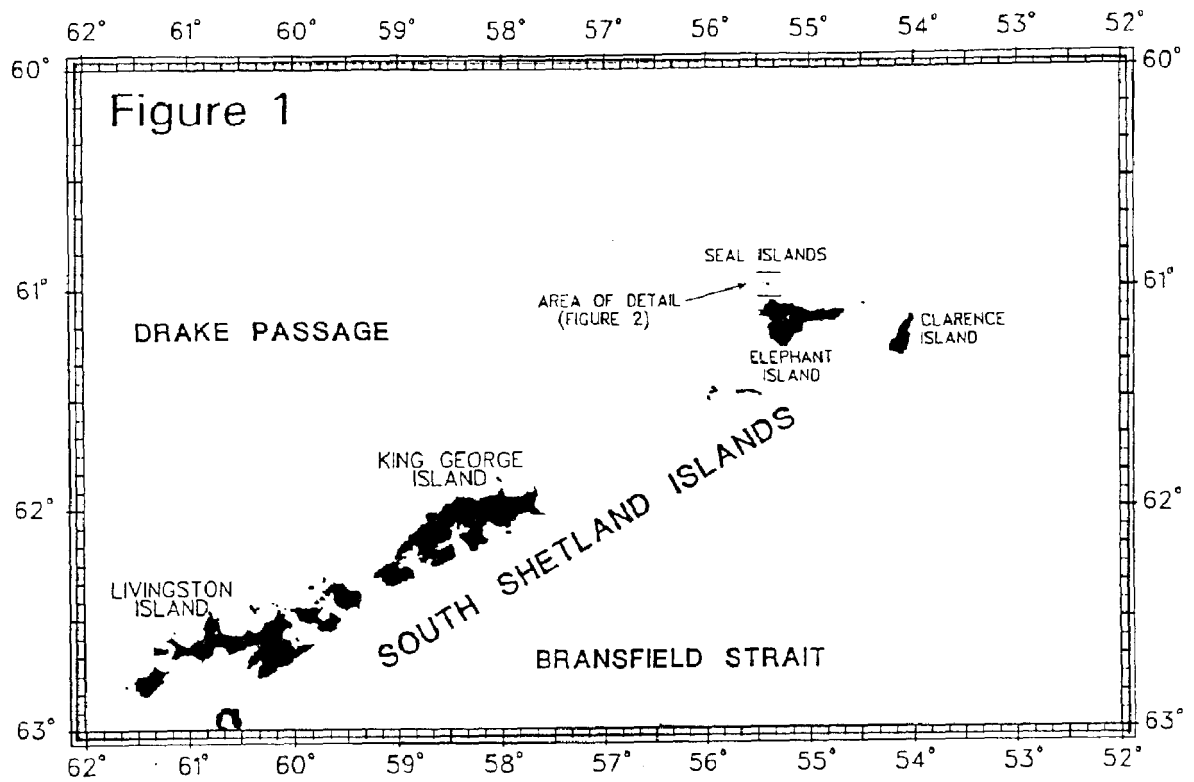 62° 61° 60° 59° 58° 57° 56° 55° 54° 53° 52°
60° 60°
Figure 1
SEAL ISLANDS
61° 61°
AREA OF DETAIL
(FIGURE 2)
DRAKE PASSAGE
CLARENCE
ISLAND
ELEPHANT
ISLAND
KING GEORGE
ISLAND
62° 62°
SOUTH SHETLAND ISLANDS
LIVINGSTON
ISLAND
BRANSFIELD STRAIT
63° 63°
62° 61° 60° 59° 58° 57° 56° 55° 54° 53° 52°